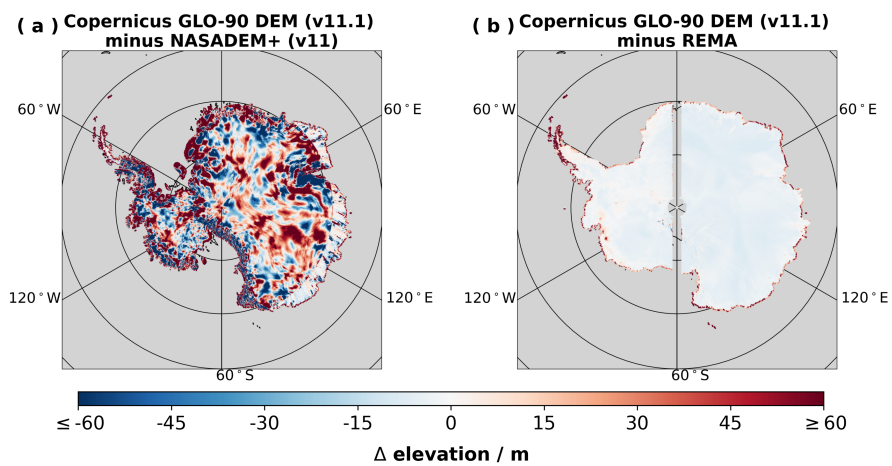 ( a ) Copernicus GLO-90 DEM (v11.1)
minus NASADEM+ (v11)
( b ) Copernicus GLO-90 DEM (v11.1)
minus REMA
60°W
60°E
60°W
60°E
120°W
120°E
120°W
120°E
60°S
60°S
≤ -60
-45
-30
-15
0
15
30
45
≥ 60
Δ elevation / m